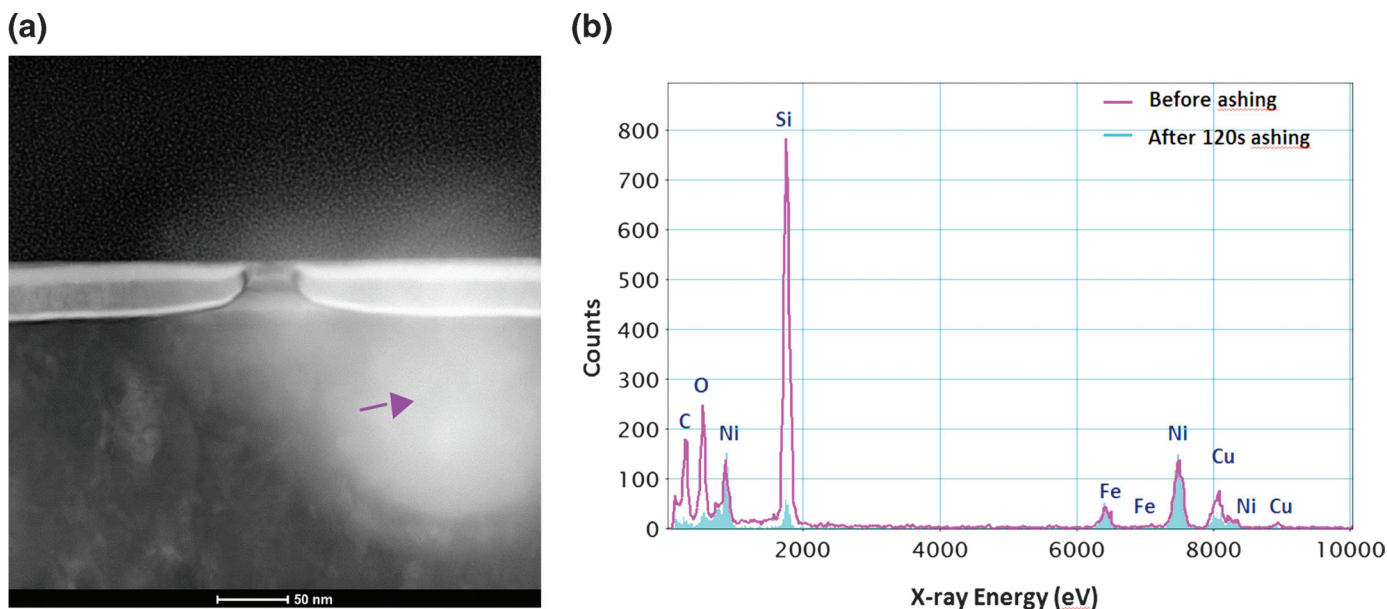 (a)
50 nm
(b)
Before ashing
After 120s ashing
Counts
800
700
600
500
400
300
200
100
0
Si
O
C
Ni
Ni
Fe
Fe
Cu
Ni
Cu
2000
4000
6000
8000
10000
X-ray Energy (eV)